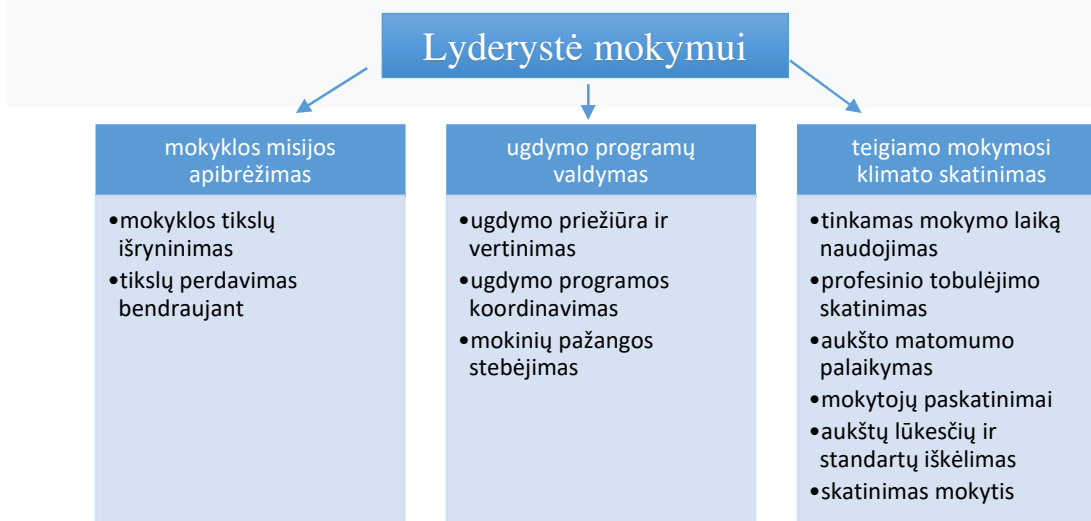 Lyderystė mokymui
mokyklos misijos
apibrėžimas
•mokyklos tikslų
išryninimas
•tikslų perdavimas
bendraujant
ugdymo programų
valdymas
•ugdymo priežiūra ir
vertinimas
•ugdymo programos
koordinavimas
•mokinių pažangos
stebėjimas
teigiamo mokymosi
klimato skatinimas
•tinkamas mokymo laiką
naudojimas
•profesinio tobulėjimo
skatinimas
•aukšto matomumo
palaikymas
•mokytojų paskatinimai
•aukštų lūkesčių ir
standartų iškėlimas
•skatinimas mokytis